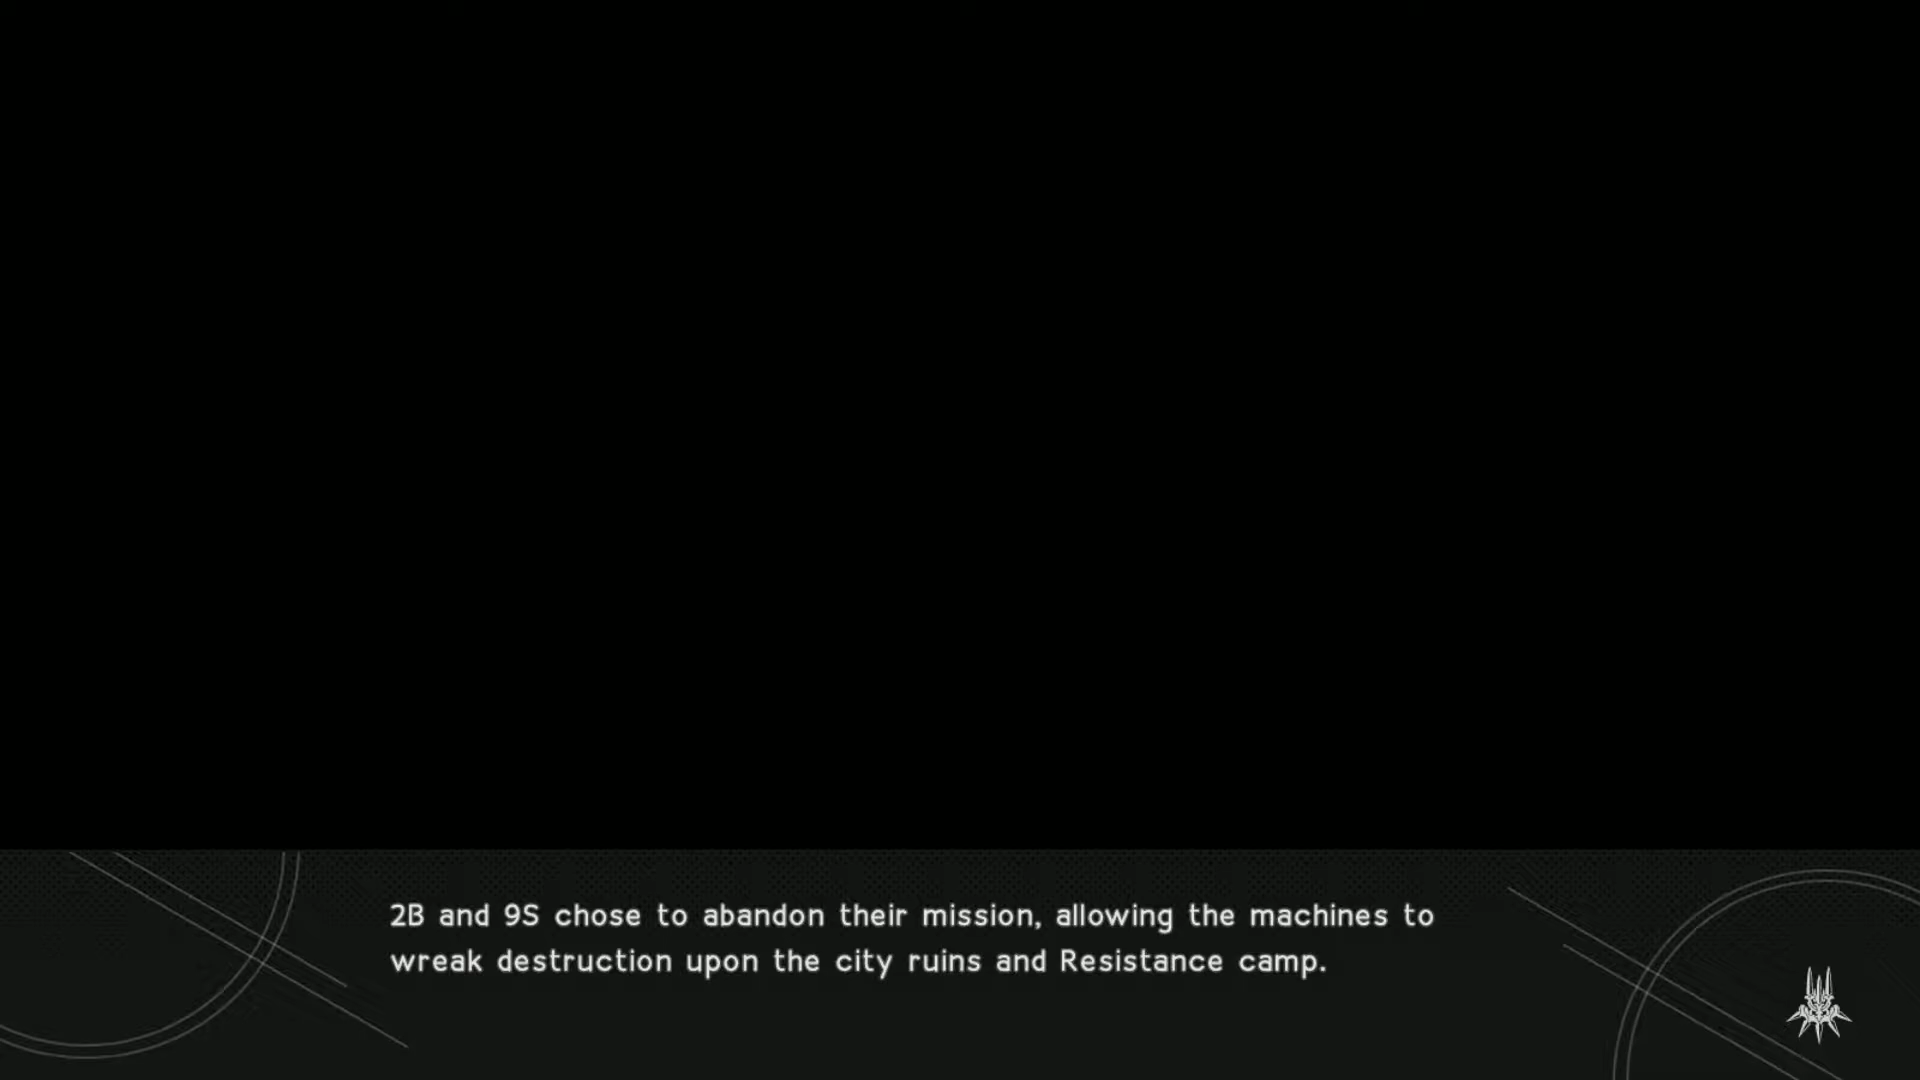 2B and 9S chose to abandon their mission, allowing the machines to
wreak destruction upon the city ruins and Resistance camp.